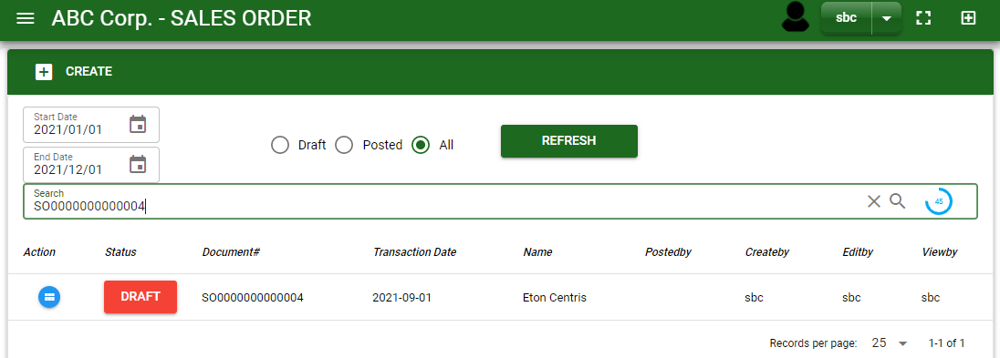 ABC Corp. - SALES ORDER
sbc
CREATE
Start Date
2021/01/01
Draft Posted All
REFRESH
End Date
2021/12/01
Search
SO0000000000004
45
Action Status Document# Transaction Date Name Postedby Createby Editby Viewby
DRAFT SO0000000000004 2021-09-01 Eton Centris sbc sbc sbc
Records per page: 25 1-1 of 1